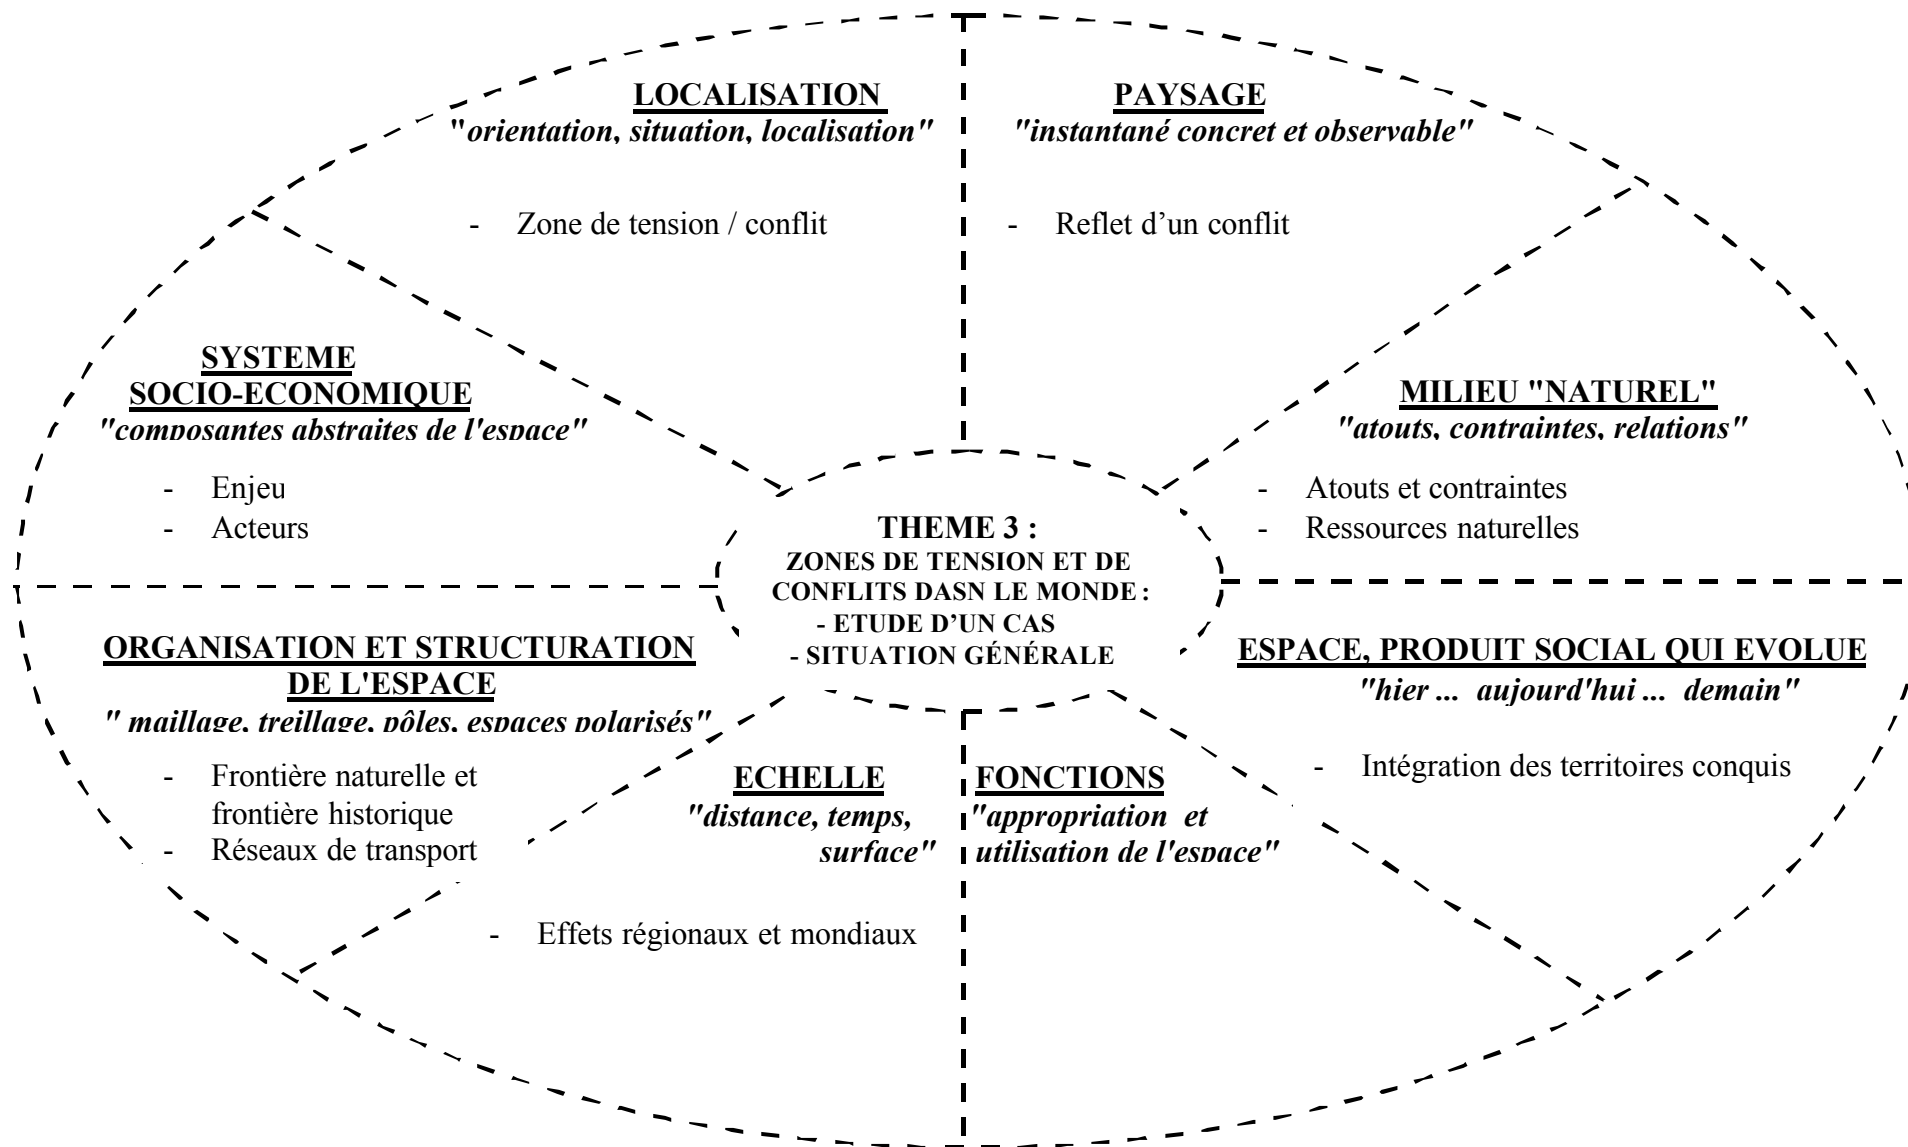 LOCALISATION
"orientation, situation, localisation"
- Zone de tension / conflit
PAYSAGE
"instantané concret et observable"
- Reflet d’un conflit
SYSTEME
SOCIO-ECONOMIQUE
"composantes abstraites de l'espace"
- Enjeu
- Acteurs
MILIEU "NATUREL"
"atouts, contraintes, relations"
- Atouts et contraintes
- Ressources naturelles
THEME 3 :
ZONES DE TENSION ET DE
CONFLITS DASN LE MONDE :
- ETUDE D’UN CAS
- SITUATION GÉNÉRALE
ORGANISATION ET STRUCTURATION
DE L'ESPACE
" maillage, treillage, pôles, espaces polarisés"
- Frontière naturelle et
frontière historique
- Réseaux de transport
ESPACE, PRODUIT SOCIAL QUI EVOLUE
"hier ... aujourd'hui ... demain"
- Intégration des territoires conquis
ECHELLE
"distance, temps,
surface"
- Effets régionaux et mondiaux
FONCTIONS
"appropriation et
utilisation de l'espace"